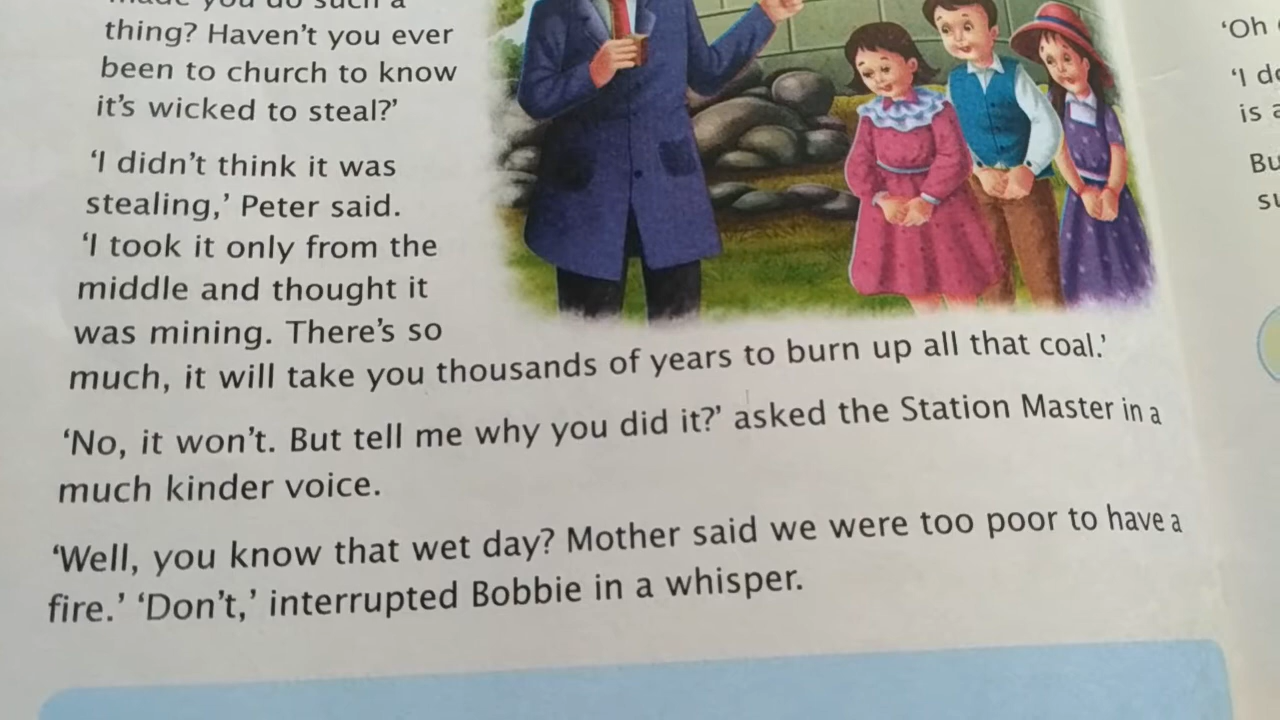 made you do such a
thing? Haven't you ever
been to church to know
it's wicked to steal?'
'I didn't think it was
stealing,' Peter said.
'I took it only from the
middle and thought it
was mining. There's so
much, it will take you thousands of years to burn up all that coal.'
'No, it won't. But tell me why you did it?' asked the Station Master in a
much kinder voice.
'Well, you know that wet day? Mother said we were too poor to have a
fire.' 'Don't,' interrupted Bobbie in a whisper.
'Oh
'I
is